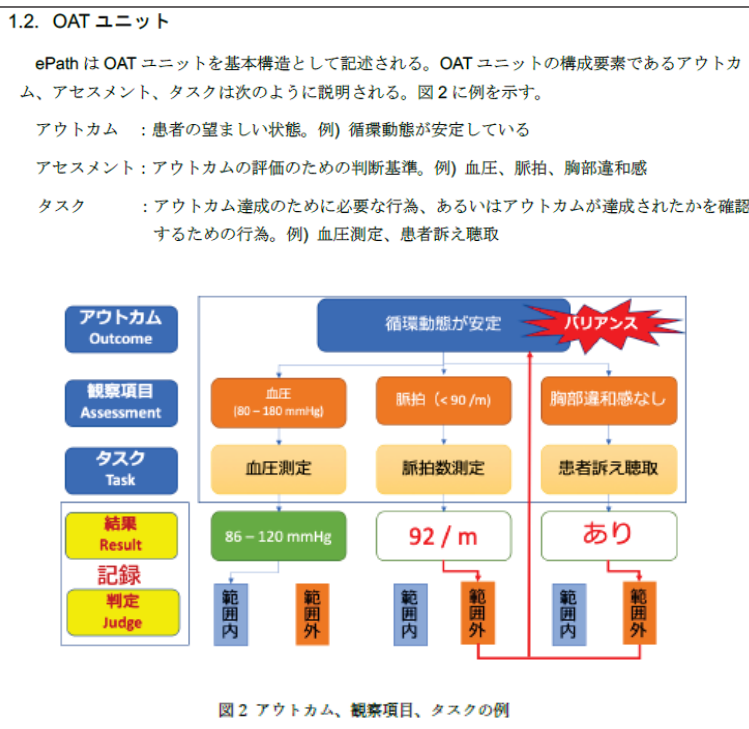 1.2. OAT ユニット
ePath は OAT ユニットを基本構造として記述される。OAT ユニットの構成要素であるアウトカ
ム、アセスメント、タスクは次のように説明される。図 2 に例を示す。
アウトカム ：患者の望ましい状態。例) 循環動態が安定している
アセスメント：アウトカムの評価のための判断基準。例) 血圧、脈拍、胸部違和感
タスク ：アウトカム達成のために必要な行為、あるいはアウトカムが達成されたかを確認
するための行為。例) 血圧測定、患者訴え聴取
アウトカム
Outcome
循環動態が安定
バリアンス
観察項目
Assessment
血圧
(80 – 180 mmHg)
脈拍（< 90 /m)
胸部違和感なし
タスク
Task
血圧測定
脈拍数測定
患者訴え聴取
結果
Result
86 – 120 mmHg
92 / m
あり
記録
判定
Judge
範囲内
範囲外
範囲内
範囲外
範囲内
範囲外
図 2 アウトカム、観察項目、タスクの例